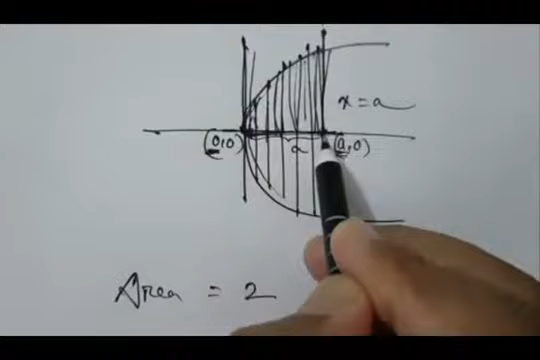 x = a
(0,0) a (a,0)
Area = 2